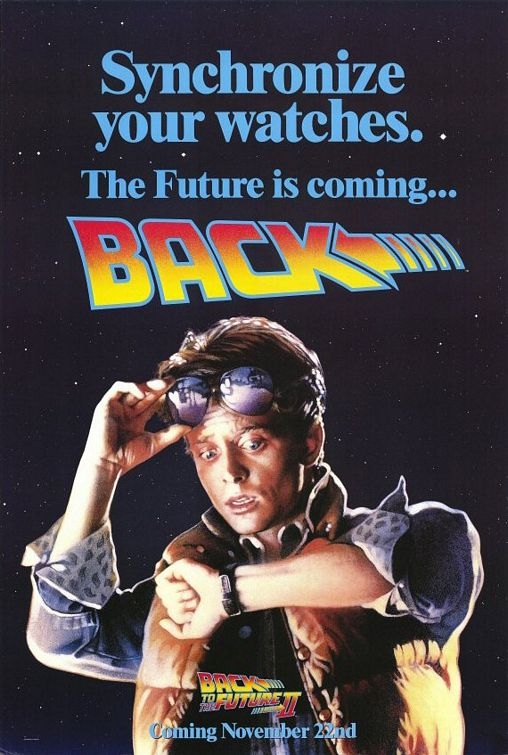 Synchronize
your watches.
The Future is coming...
BACK
BACK
TO THE FUTURE II
Coming November 22nd